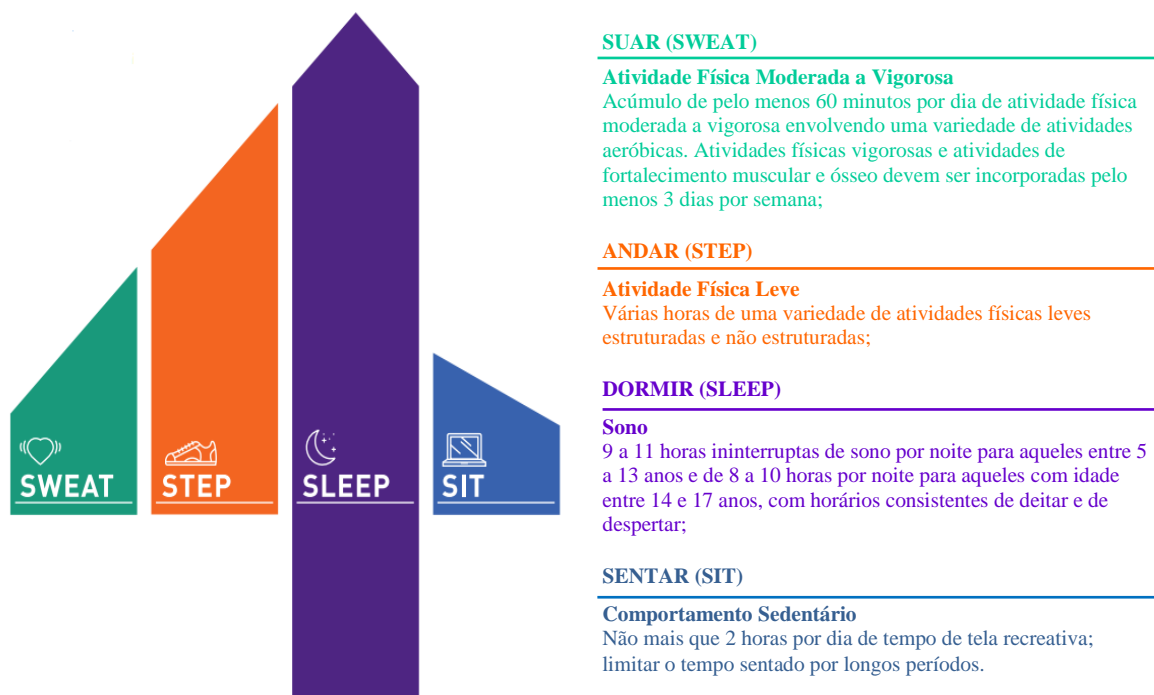 SWEAT
STEP
SLEEP
SIT
SUAR (SWEAT)
Atividade Física Moderada a Vigorosa
Acúmulo de pelo menos 60 minutos por dia de atividade física
moderada a vigorosa envolvendo uma variedade de atividades
aeróbicas. Atividades físicas vigorosas e atividades de
fortalecimento muscular e ósseo devem ser incorporadas pelo
menos 3 dias por semana;
ANDAR (STEP)
Atividade Física Leve
Várias horas de uma variedade de atividades físicas leves
estruturadas e não estruturadas;
DORMIR (SLEEP)
Sono
9 a 11 horas ininterruptas de sono por noite para aqueles entre 5
a 13 anos e de 8 a 10 horas por noite para aqueles com idade
entre 14 e 17 anos, com horários consistentes de deitar e de
despertar;
SENTAR (SIT)
Comportamento Sedentário
Não mais que 2 horas por dia de tempo de tela recreativa;
limitar o tempo sentado por longos períodos.